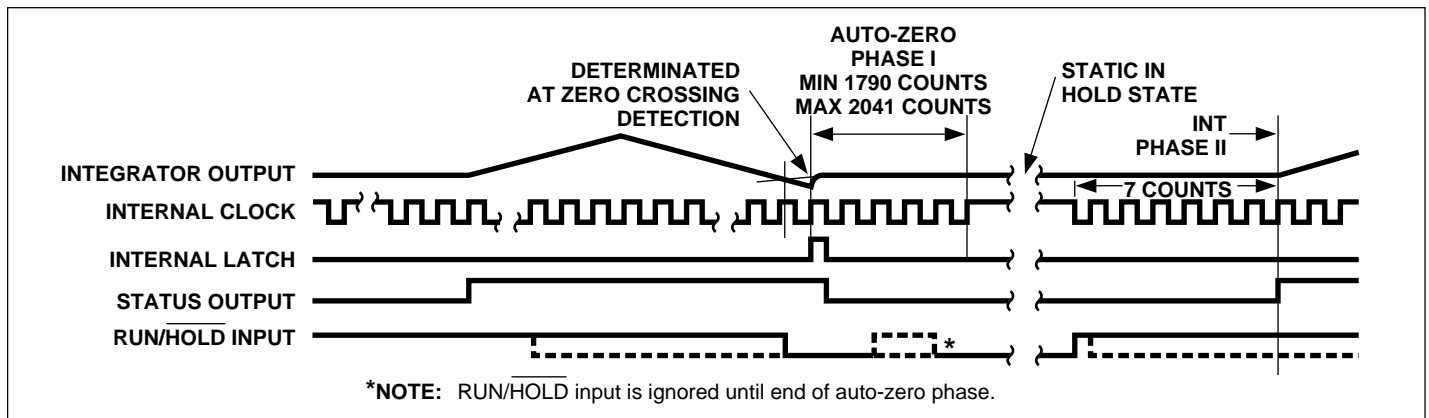 AUTO-ZERO
PHASE I
MIN 1790 COUNTS
MAX 2041 COUNTS
DETERMINATED
AT ZERO CROSSING
DETECTION
STATIC IN
HOLD STATE
INT
PHASE II
INTEGRATOR OUTPUT
7 COUNTS
INTERNAL CLOCK
INTERNAL LATCH
STATUS OUTPUT
RUN/HOLD INPUT
*
*NOTE: RUN/HOLD input is ignored until end of auto-zero phase.